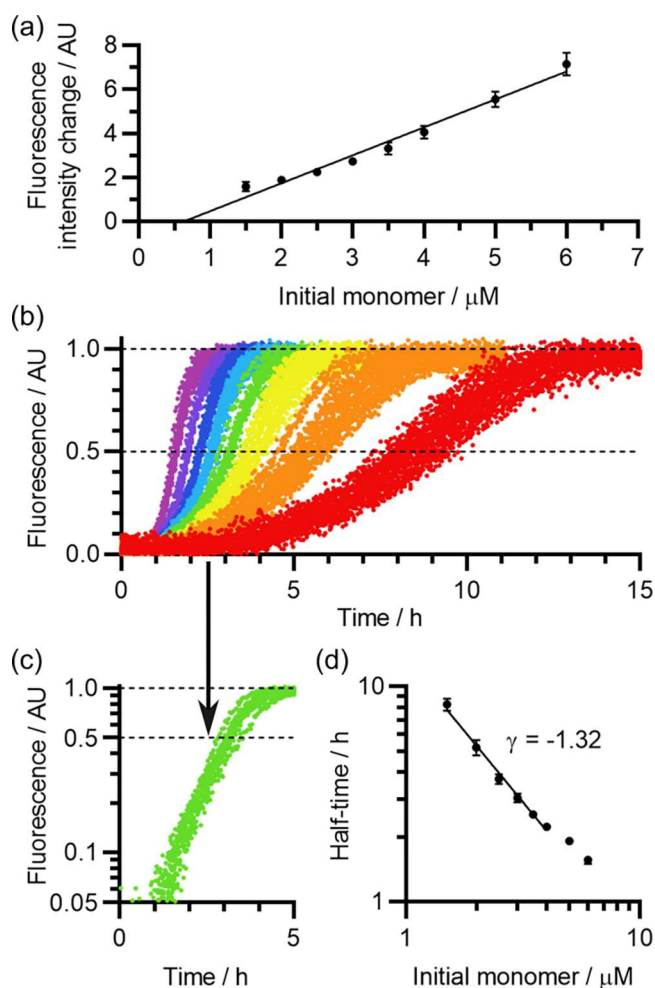 (a)
Fluorescence
intensity change / AU
8
6
4
2
0
0 1 2 3 4 5 6 7
Initial monomer / μM
(b)
Fluorescence / AU
1.0
0.5
0.0
0 5 10 15
Time / h
(c)
Fluorescence / AU
1.0
0.5
0.1
0.05
0 5
Time / h
(d)
Half-time / h
10
1
γ = -1.32
1 10
Initial monomer / μM